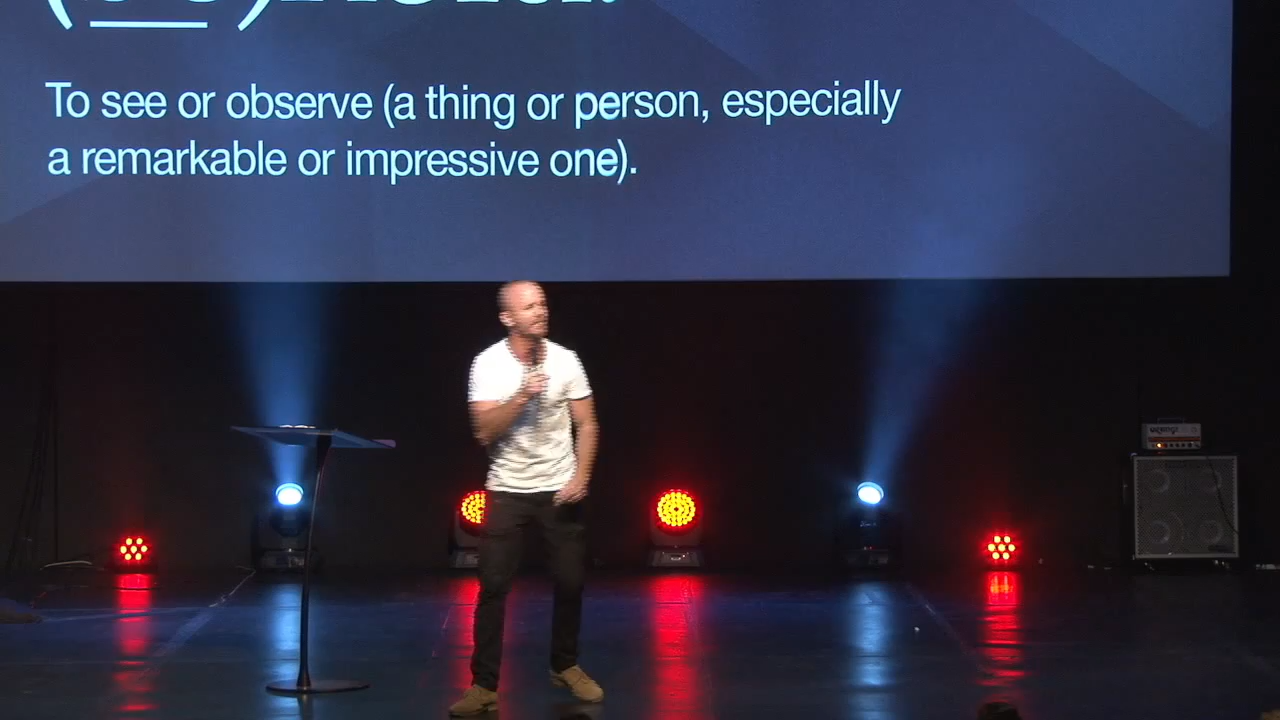 To see or observe (a thing or person, especially
a remarkable or impressive one).